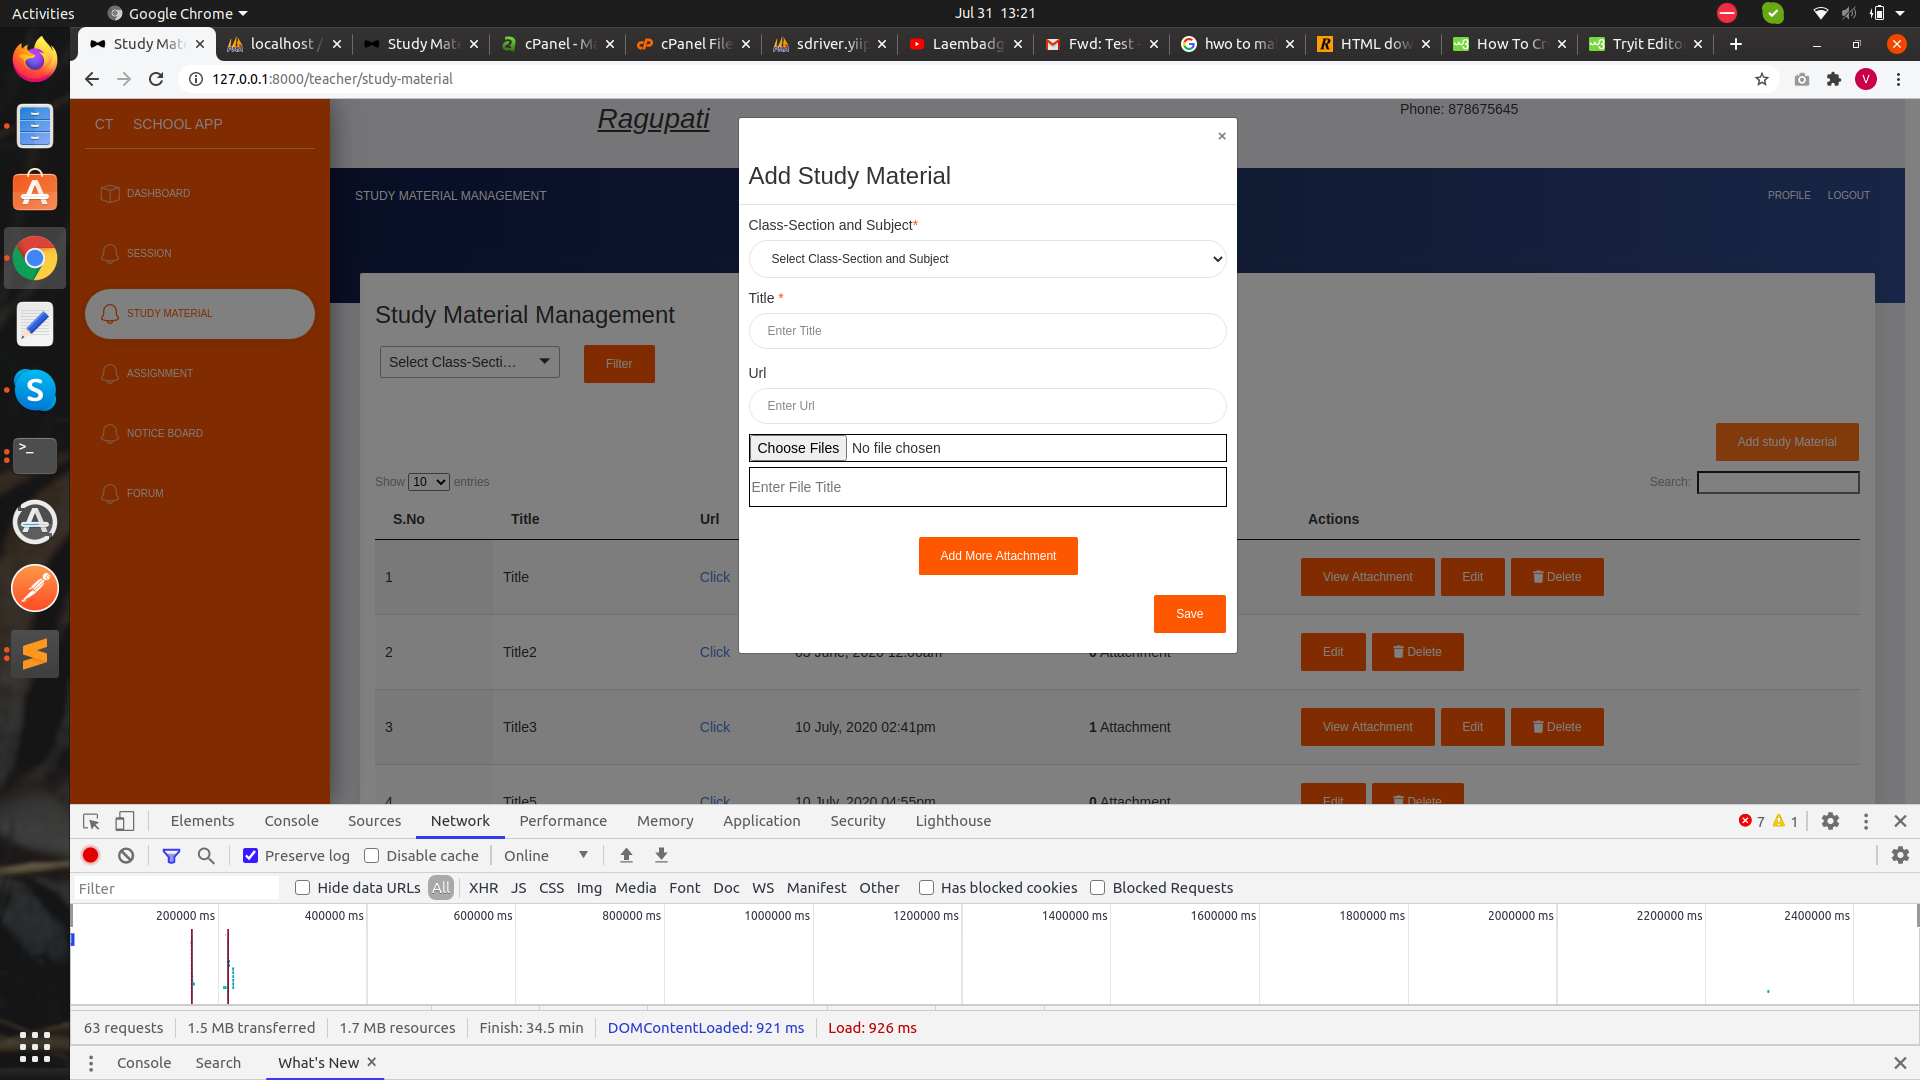 Activities
Google Chrome
Jul 31 13:21
Study Mat
localhost /
Study Mat
cPanel - M
cPanel File
sdriver.yiip
Laembadg
Fwd: Test -
hwo to ma
HTML dow
How To Cr
Tryit Edito
127.0.0.1:8000/teacher/study-material
V
CT SCHOOL APP
Ragupati
Phone: 878675645
DASHBOARD
SESSION
STUDY MATERIAL
ASSIGNMENT
NOTICE BOARD
FORUM
STUDY MATERIAL MANAGEMENT
PROFILE LOGOUT
Study Material Management
Select Class-Secti...
Filter
Add study Material
Show 10 entries
Search:
S.No Title Url Actions
1 Title Click View Attachment Edit Delete
2 Title2 Click 03 June, 2020 12:00am 0 Attachment Edit Delete
3 Title3 Click 10 July, 2020 02:41pm 1 Attachment View Attachment Edit Delete
4 Title5 Click 10 July, 2020 04:55pm 0 Attachment Edit Delete
×
Add Study Material
Class-Section and Subject*
Select Class-Section and Subject
Title *
Enter Title
Url
Enter Url
Choose Files No file chosen
Enter File Title
Add More Attachment
Save
Elements Console Sources Network Performance Memory Application Security Lighthouse 7 1
Preserve log Disable cache Online
Filter Hide data URLs All XHR JS CSS Img Media Font Doc WS Manifest Other Has blocked cookies Blocked Requests
200000 ms 400000 ms 600000 ms 800000 ms 1000000 ms 1200000 ms 1400000 ms 1600000 ms 1800000 ms 2000000 ms 2200000 ms 2400000 ms
63 requests 1.5 MB transferred 1.7 MB resources Finish: 34.5 min DOMContentLoaded: 921 ms Load: 926 ms
Console Search What's New